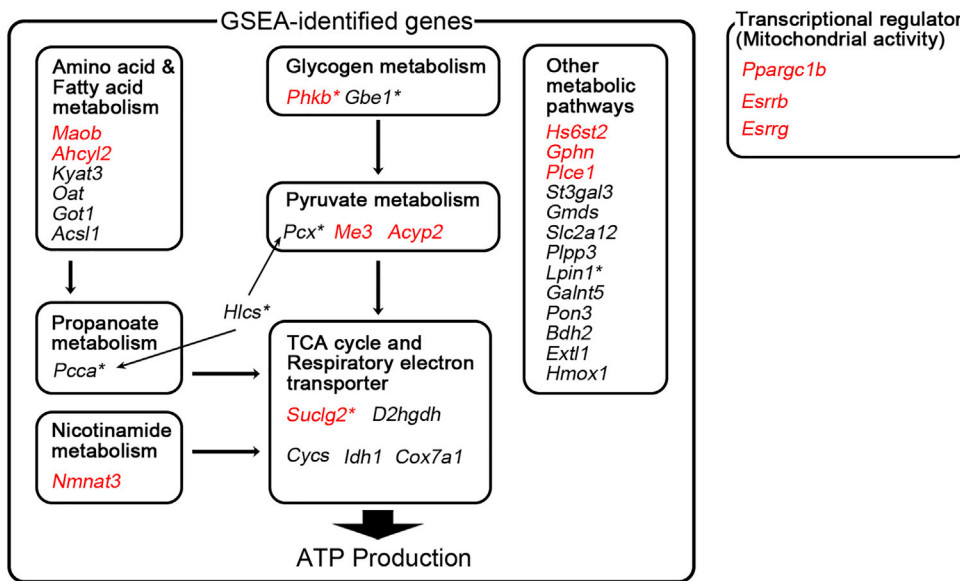 GSEA-identified genes
Amino acid &
Fatty acid
metabolism
Maob
Ahcyl2
Kyat3
Oat
Got1
Acsl1
Glycogen metabolism
Phkb* Gbe1*
Pyruvate metabolism
Pcx* Me3 Acyp2
Hlcs*
Propanoate
metabolism
Pcca*
Nicotinamide
metabolism
Nmnat3
TCA cycle and
Respiratory electron
transporter
Suclg2* D2hgdh
Cycs Idh1 Cox7a1
ATP Production
Other
metabolic
pathways
Hs6st2
Gphn
Plce1
St3gal3
Gmds
Slc2a12
Plpp3
Lpin1*
Galnt5
Pon3
Bdh2
Extl1
Hmox1
Transcriptional regulator
(Mitochondrial activity)
Ppargc1b
Esrrb
Esrrg